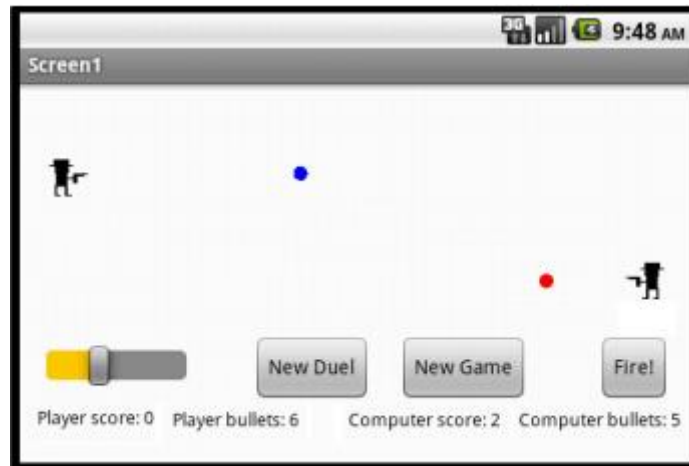 3G 9:48 AM
Screen1
New Duel New Game Fire!
Player score: 0 Player bullets: 6 Computer score: 2 Computer bullets: 5